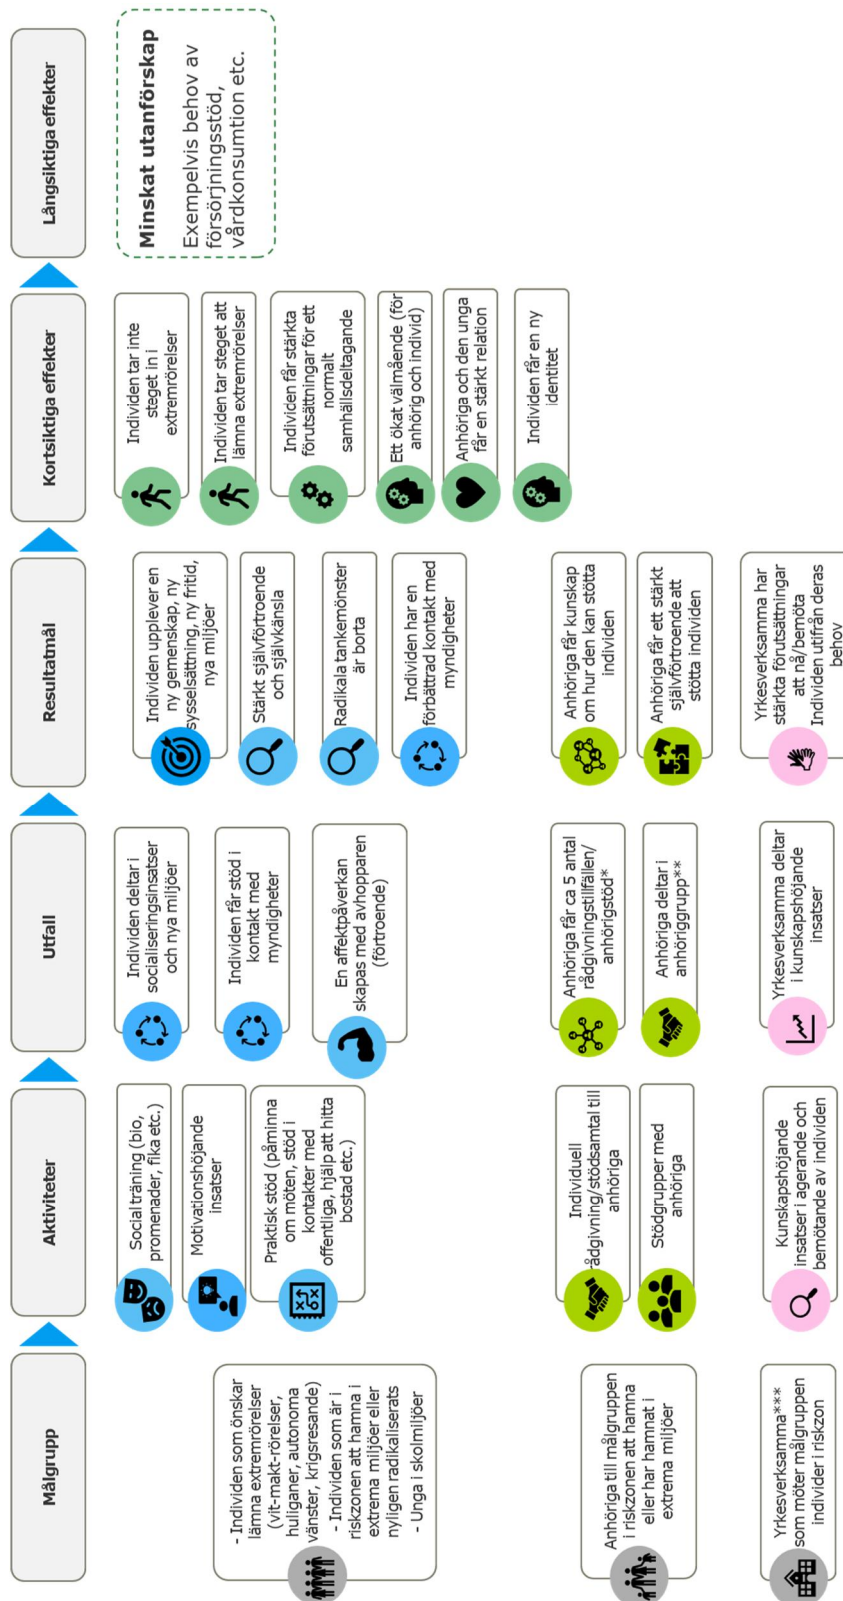 Målgrupp
- Individen som önskar
lämna extremrörelser
(vit-makt-rörelser,
huliganer, autonoma
vänster, krigsresande)
- Individen som är i
riskzonen att hamna i
extrema miljöer eller
nyligen radikaliserats
- Unga i skolmiljöer
Anhöriga till målgruppen
i riskzonen att hamna
eller har hamnat i
extrema miljöer
Yrkesverksamma***
som möter målgruppen
individer i riskzon
Aktiviteter
Social träning (bio,
promenader, fika etc.)
Motivationshöjande
insatser
Praktisk stöd (påminna
om möten, stöd i
kontakter med
offentliga, hjälp att hitta
bostad etc.)
Individuell
rådgivning/stödsamtal till
anhöriga
Stödgrupper med
anhöriga
Kunskapshöjande
insatser i agerande och
bemötande av individen
Utfall
Individen deltar i
socialiseringsinsatser
och nya miljöer
Individen får stöd i
kontakt med
myndigheter
En affektpåverkan
skapas med avhopparen
(förtroende)
Anhöriga får ca 5 antal
rådgivningstillfällen/
anhörigstöd*
Anhöriga deltar i
anhöriggrupp**
Yrkesverksamma deltar
i kunskapshöjande
insatser
Resultatmål
Individen upplever en
ny gemenskap, ny
sysselsättning, ny fritid,
nya miljöer
Stärkt självförtroende
och självkänsla
Radikala tankemönster
är borta
Individen har en
förbättrad kontakt med
myndigheter
Anhöriga får kunskap
om hur den kan stötta
individen
Anhöriga får ett stärkt
självförtroende att
stötta individen
Yrkesverksamma har
stärkta förutsättningar
att nå/bemöta
Individen utifrån deras
behov
Kortsiktiga effekter
Individen tar inte
steget in i
extremrörelser
Individen tar steget att
lämna extremrörelser
Individen får stärkta
förutsättningar för ett
normalt
samhällsdeltagande
Ett ökat välmående (för
anhörig och individ)
Anhöriga och den unga
får en stärkt relation
Individen får en ny
identitet
Långsiktiga effekter
Minskat utanförskap
Exempelvis behov av
försörjningsstöd,
vårdkonsumtion etc.